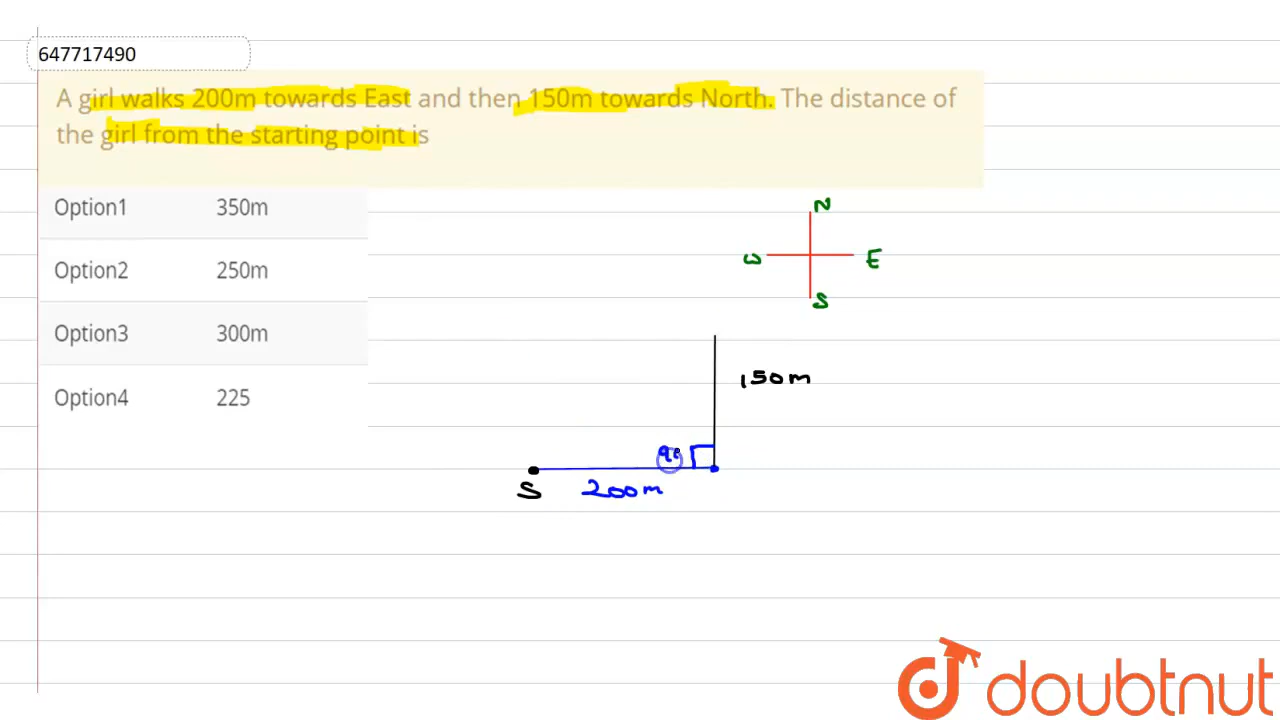 647717490
A girl walks 200m towards East and then 150m towards North. The distance of
the girl from the starting point is
Option1 350m
Option2 250m
Option3 300m
Option4 225
N
W E
S
150m
90°
S 200m
doubtnut